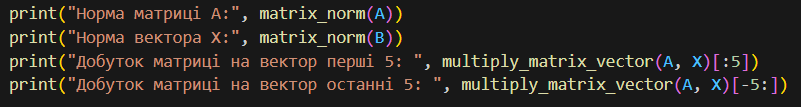 print("Норма матриці A:", matrix_norm(A))
print("Норма вектора X:", matrix_norm(B))
print("Добуток матриці на вектор перші 5: ", multiply_matrix_vector(A, X)[:5])
print("Добуток матриці на вектор останні 5: ", multiply_matrix_vector(A, X)[-5:])